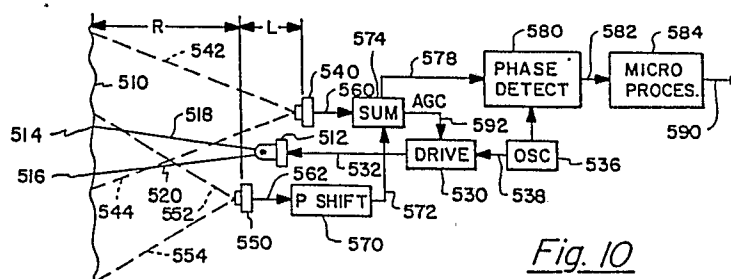 R
L
542
540
574
578
580
582
584
510
560
518
512
514
SUM
AGC
592
PHASE
DETECT
MICRO
PROCES.
590
516
532
DRIVE
OSC
536
544
520
552
562
530
538
P SHIFT
572
554
550
570
Fig. 10